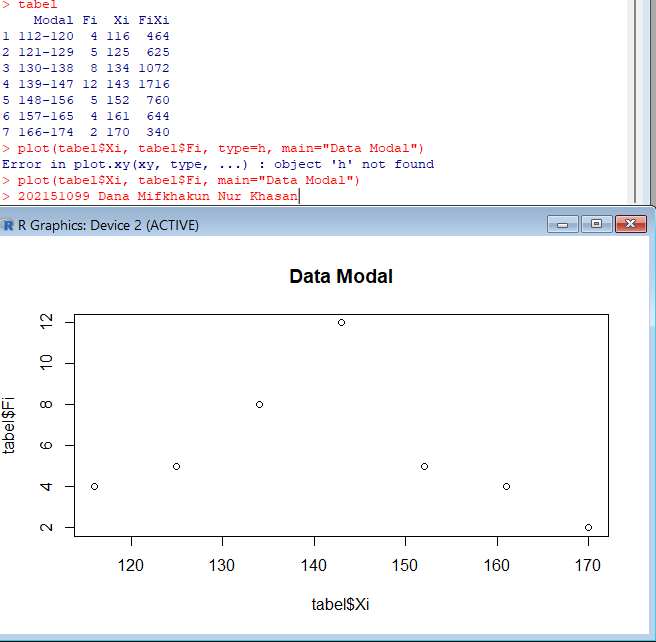 > tabel
Modal Fi Xi FiXi
1 112-120 4 116 464
2 121-129 5 125 625
3 130-138 8 134 1072
4 139-147 12 143 1716
5 148-156 5 152 760
6 157-165 4 161 644
7 166-174 2 170 340
> plot(tabel$Xi, tabel$Fi, type=h, main="Data Modal")
Error in plot.xy(xy, type, ...) : object 'h' not found
> plot(tabel$Xi, tabel$Fi, main="Data Modal")
> 202151099 Dana Mifkhakun Nur Khasan
R R Graphics: Device 2 (ACTIVE)
Data Modal
12
10
8
6
4
2
tabel$Fi
120 130 140 150 160 170
tabel$Xi